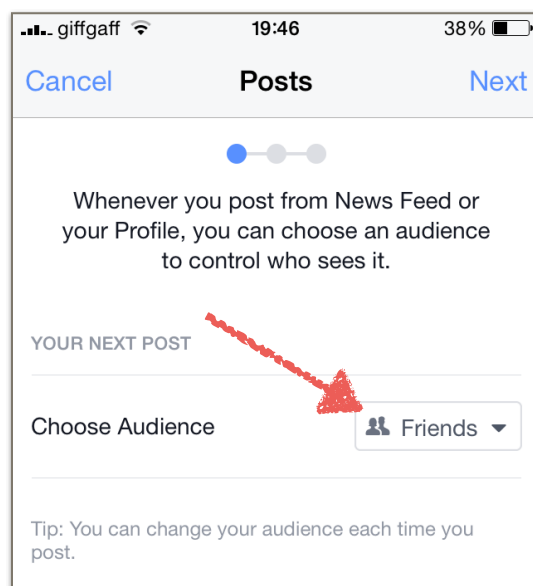 giffgaff 19:46 38%
Cancel Posts Next
Whenever you post from News Feed or
your Profile, you can choose an audience
to control who sees it.
YOUR NEXT POST
Choose Audience Friends
Tip: You can change your audience each time you
post.